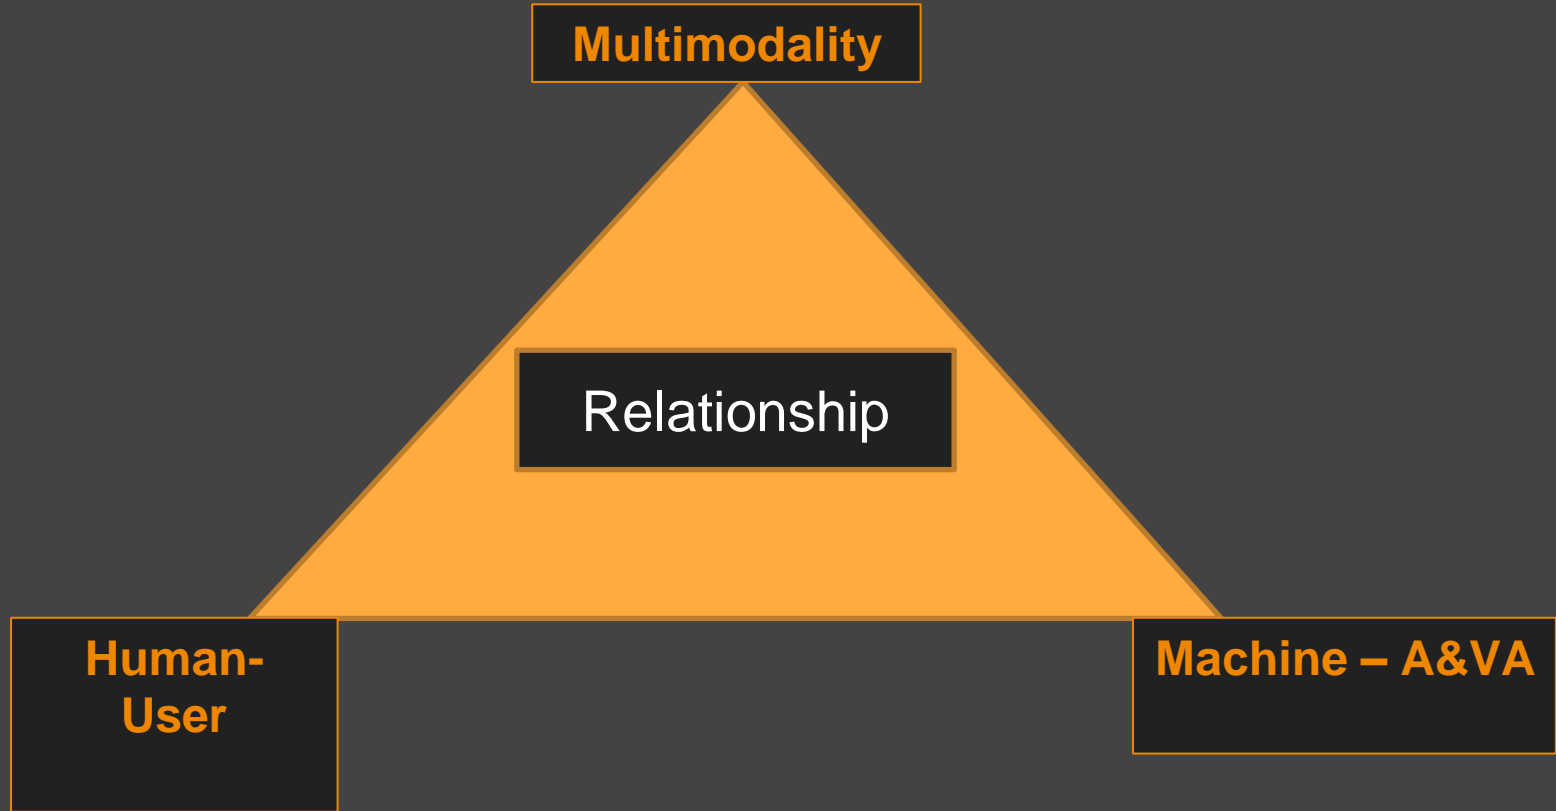 Multimodality
Relationship
Human-
User
Machine – A&VA